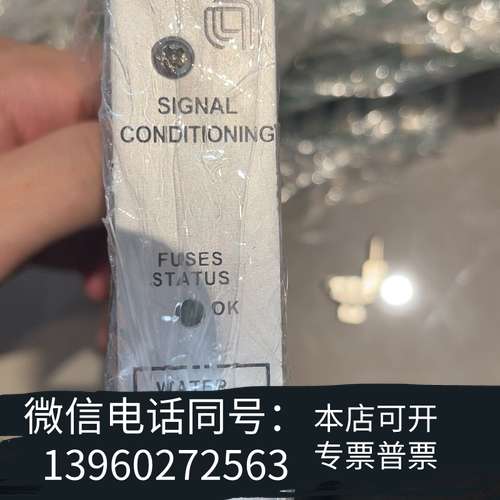 SIGNAL
CONDITIONING
FUSES
STATUS
OK
WATER
微信电话同号：
13960272563
本店可开
专票普票